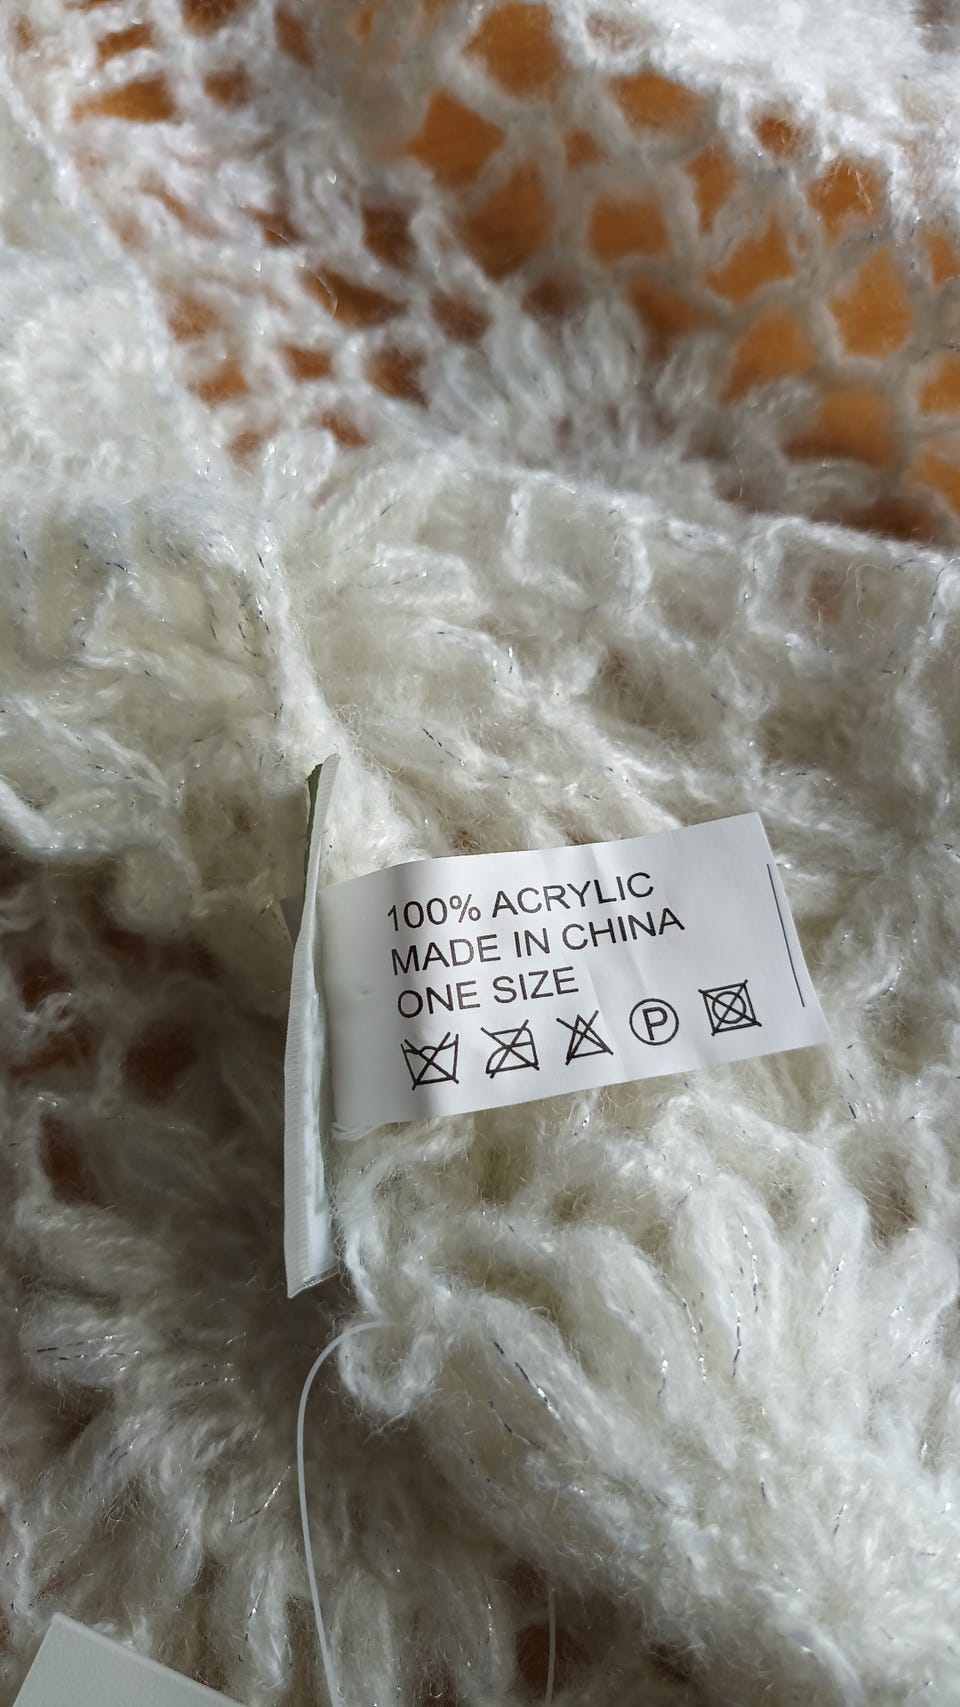 100% ACRYLIC
MADE IN CHINA
ONE SIZE
P